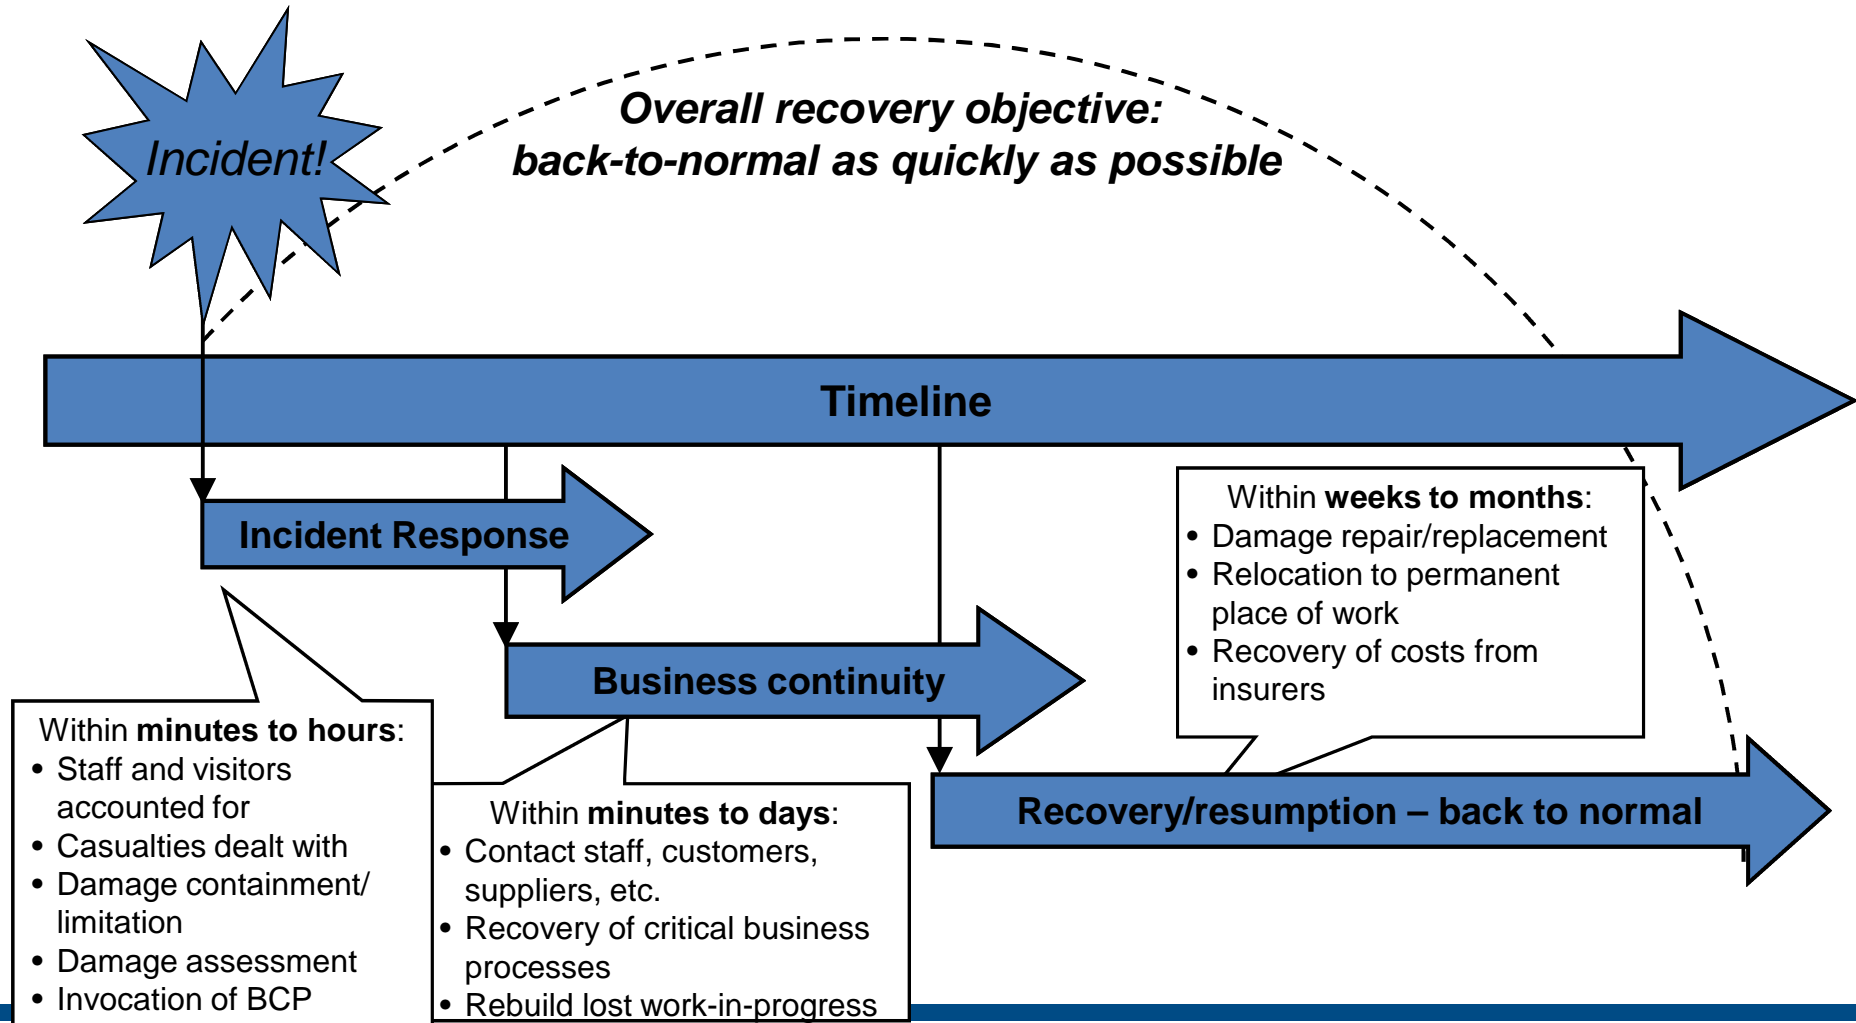 Incident!
Overall recovery objective:
back-to-normal as quickly as possible
Timeline
Incident Response
Business continuity
Recovery/resumption – back to normal
Within minutes to hours:
• Staff and visitors
accounted for
• Casualties dealt with
• Damage containment/
limitation
• Damage assessment
• Invocation of BCP
Within minutes to days:
• Contact staff, customers,
suppliers, etc.
• Recovery of critical business
processes
• Rebuild lost work-in-progress
Within weeks to months:
• Damage repair/replacement
• Relocation to permanent
place of work
• Recovery of costs from
insurers